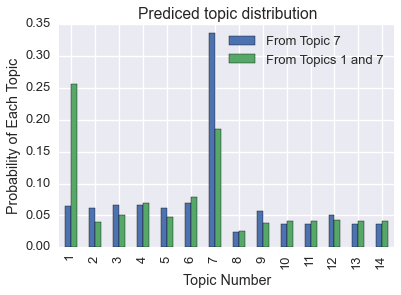 Prediced topic distribution
0.35
0.30
0.25
0.20
0.15
0.10
0.05
0.00
Probability of Each Topic
From Topic 7
From Topics 1 and 7
1 2 3 4 5 6 7 8 9 10 11 12 13 14
Topic Number